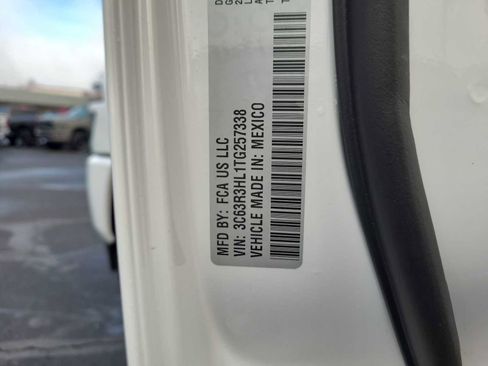 MFD BY: FCA US LLC
VIN: 3C63R3HL1TG257338
VEHICLE MADE IN: MEXICO